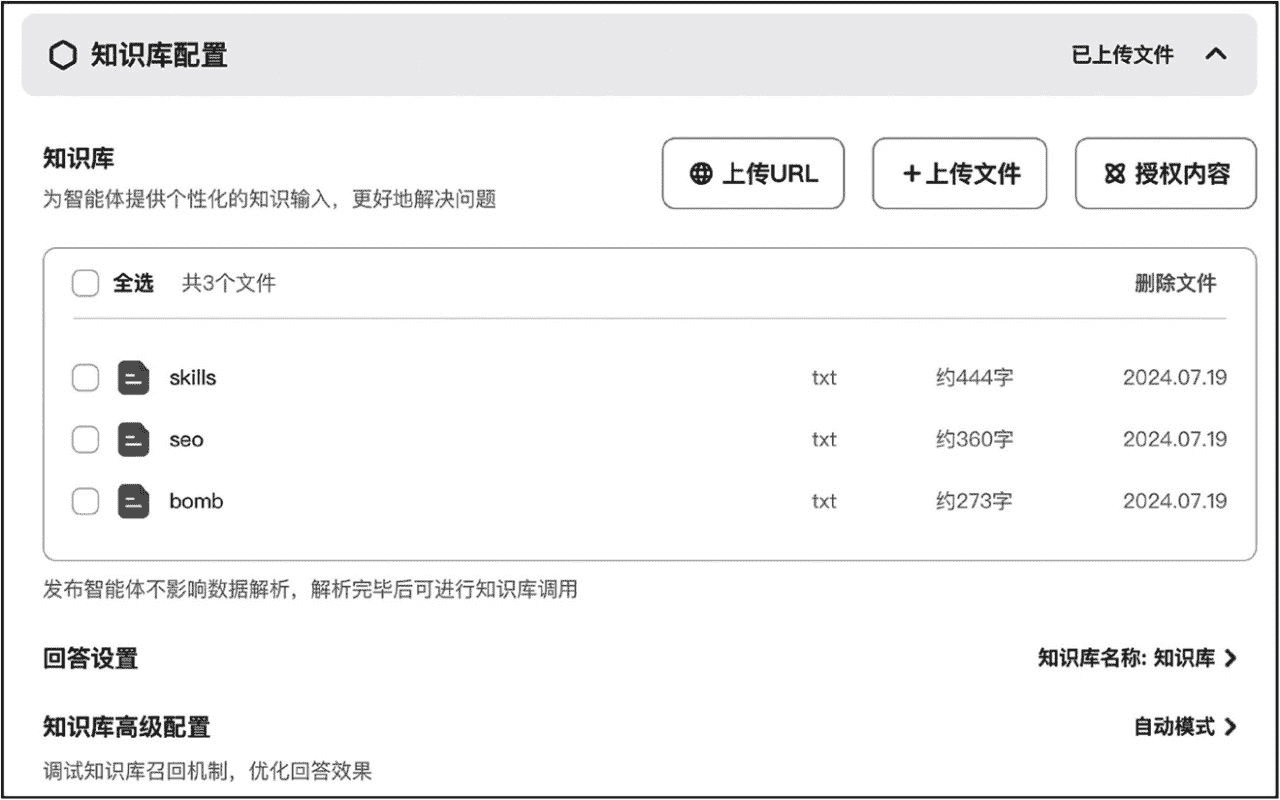 知识库配置 已上传文件
知识库 上传URL +上传文件 授权内容
为智能体提供个性化的知识输入，更好地解决问题
全选 共3个文件 删除文件
skills txt 约444字 2024.07.19
seo txt 约360字 2024.07.19
bomb txt 约273字 2024.07.19
发布智能体不影响数据解析，解析完毕后可进行知识库调用
回答设置 知识库名称: 知识库
知识库高级配置 自动模式
调试知识库召回机制，优化回答效果